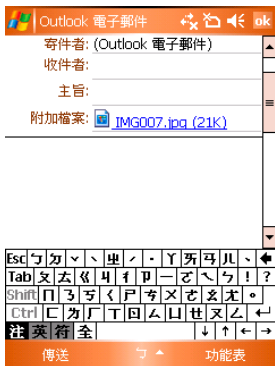 Outlook 電子郵件 ok
寄件者: (Outlook 電子郵件)
收件者:
主旨:
附加檔案: IMG007.jpg (21K)
Esc ㄅ ㄉ ˇ ˋ ㄓ ˊ ˙ ㄚ ㄞ ㄢ ㄦ 、 ←
Tab ㄆ ㄊ ㄍ ㄐ ㄔ ㄗ ㄧ ㄛ ㄟ ㄣ ! ?
Shift ㄇ ㄋ ㄎ ㄑ ㄕ ㄘ ㄨ ㄜ ㄠ ㄤ 。
Ctrl ㄈ ㄌ ㄏ ㄒ ㄖ ㄙ ㄩ ㄝ ㄡ ㄥ ↵
注 英 符 全 ↓ ↑ ← →
傳送 ㄅ 功能表